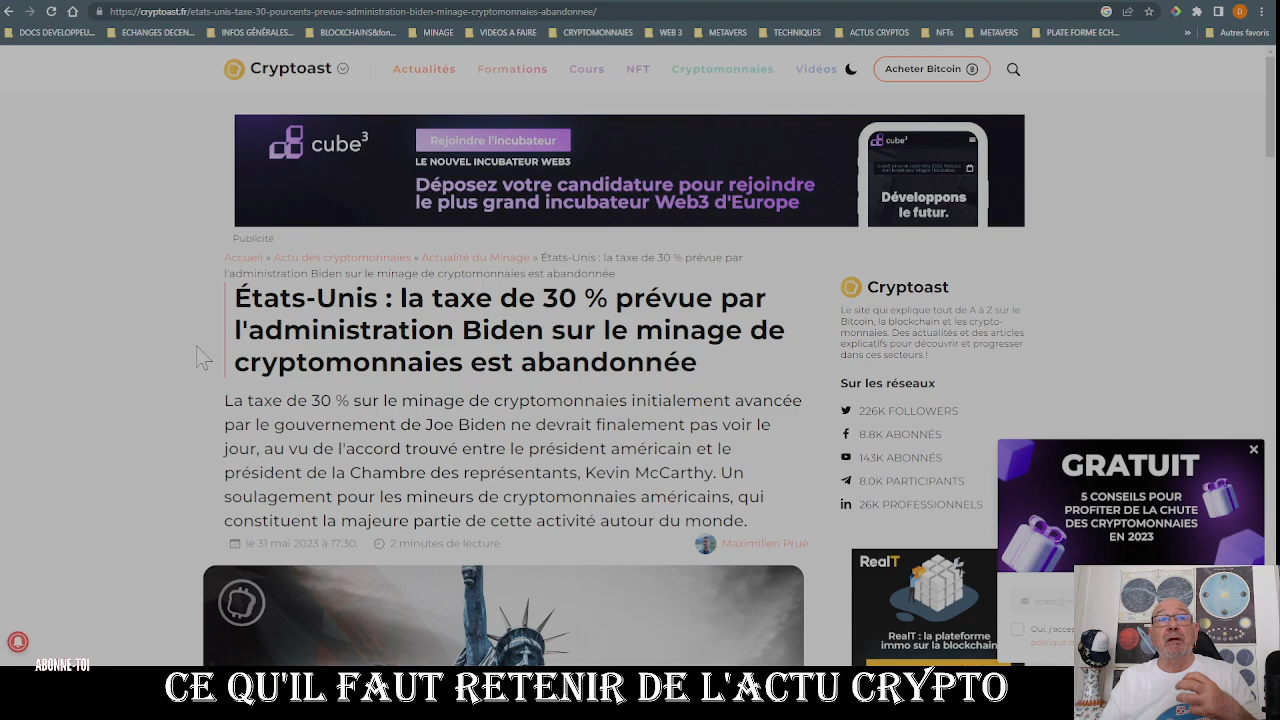 https://cryptoast.fr/etats-unis-taxe-30-pourcents-prevue-administration-biden-minage-cryptomonnaies-abandonnee/
DOCS DEVELOPPEU... ECHANGES DECEN... INFOS GÉNÉRALES... BLOCKCHAINS&fon... MINAGE VIDEOS A FAIRE CRYPTOMONNAIES WEB 3 METAVERS TECHNIQUES ACTUS CRYPTOS NFTs METAVERS PLATE FORME ECH... » Autres favoris
Cryptoast Actualités Formations Cours NFT Cryptomonnaies Vidéos Acheter Bitcoin
cube³ Rejoindre l'incubateur
LE NOUVEL INCUBATEUR WEB3
Déposez votre candidature pour rejoindre
le plus grand incubateur Web3 d'Europe
cube³
Développons
le futur.
Publicité
Accueil » Actu des cryptomonnaies » Actualité du Minage » États-Unis : la taxe de 30 % prévue par
l'administration Biden sur le minage de cryptomonnaies est abandonnée
États-Unis : la taxe de 30 % prévue par
l'administration Biden sur le minage de
cryptomonnaies est abandonnée
La taxe de 30 % sur le minage de cryptomonnaies initialement avancée
par le gouvernement de Joe Biden ne devrait finalement pas voir le
jour, au vu de l'accord trouvé entre le président américain et le
président de la Chambre des représentants, Kevin McCarthy. Un
soulagement pour les mineurs de cryptomonnaies américains, qui
constituent la majeure partie de cette activité autour du monde.
le 31 mai 2023 à 17:30. 2 minutes de lecture Maximilien Prué
Cryptoast
Le site qui explique tout de A à Z sur le
Bitcoin, la blockchain et les crypto-
monnaies. Des actualités et des articles
explicatifs pour découvrir et progresser
dans ces secteurs !
Sur les réseaux
226K FOLLOWERS
8.8K ABONNÉS
143K ABONNÉS
8.0K PARTICIPANTS
26K PROFESSIONNELS
GRATUIT
5 CONSEILS POUR
PROFITER DE LA CHUTE
DES CRYPTOMONNAIES
EN 2023
Oui, j'accep
politique
RealT
RealT : la plateforme
immo sur la blockchain
ABONNE-TOI
CE QU'IL FAUT RETENIR DE L'ACTU CRYPTO